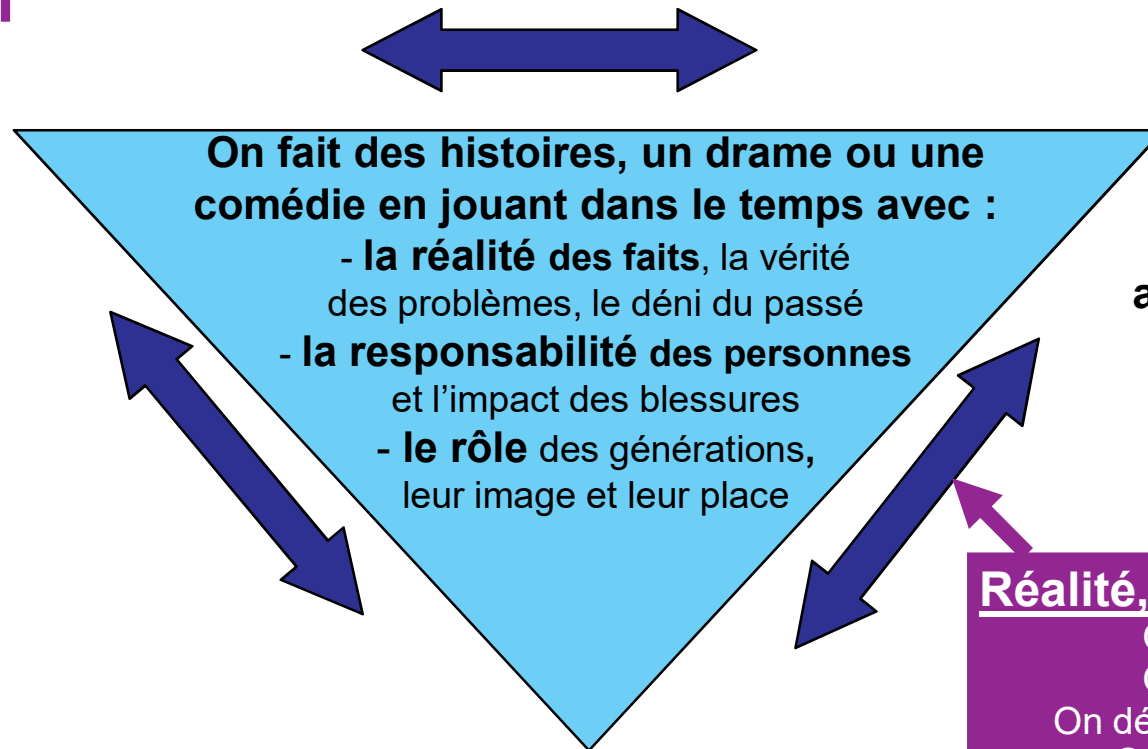 On fait des histoires, un drame ou une
comédie en jouant dans le temps avec :
- la réalité des faits, la vérité
des problèmes, le déni du passé
- la responsabilité des personnes
et l’impact des blessures
- le rôle des générations,
leur image et leur place
Réalité,
On